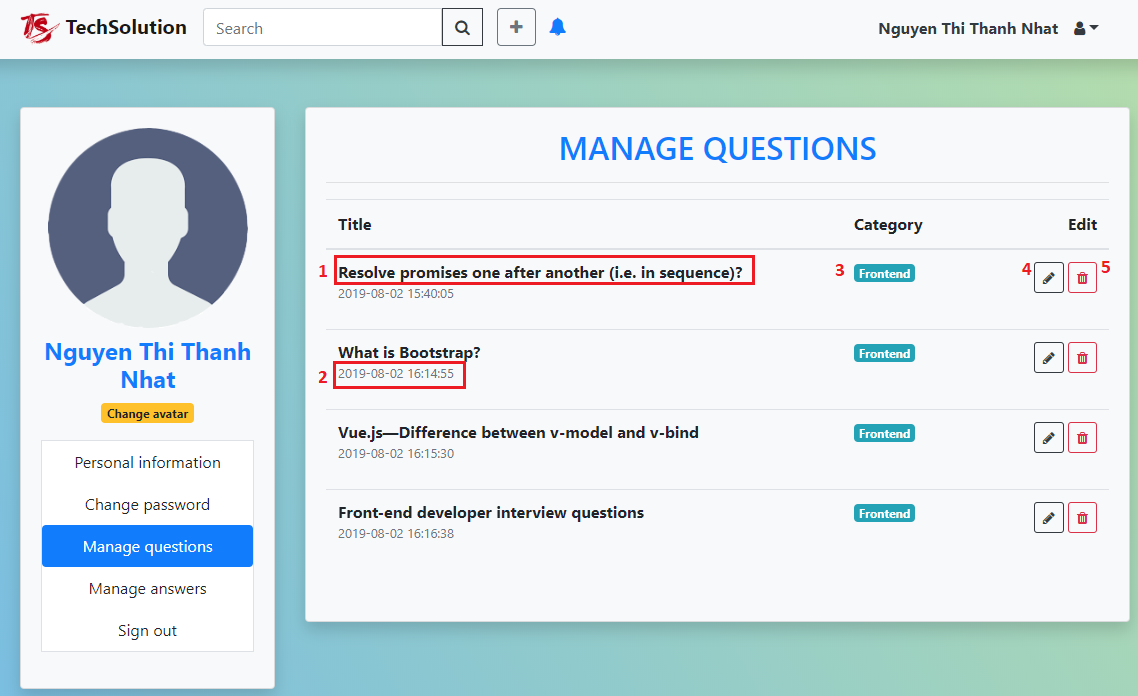 TS TechSolution Search Nguyen Thi Thanh Nhat
Nguyen Thi Thanh
Nhat
Change avatar
Personal information
Change password
Manage questions
Manage answers
Sign out
MANAGE QUESTIONS
Title Category Edit
1 Resolve promises one after another (i.e. in sequence)? 3 Frontend 4 5
2019-08-02 15:40:05
What is Bootstrap? Frontend
2 2019-08-02 16:14:55
Vue.js—Difference between v-model and v-bind Frontend
2019-08-02 16:15:30
Front-end developer interview questions Frontend
2019-08-02 16:16:38